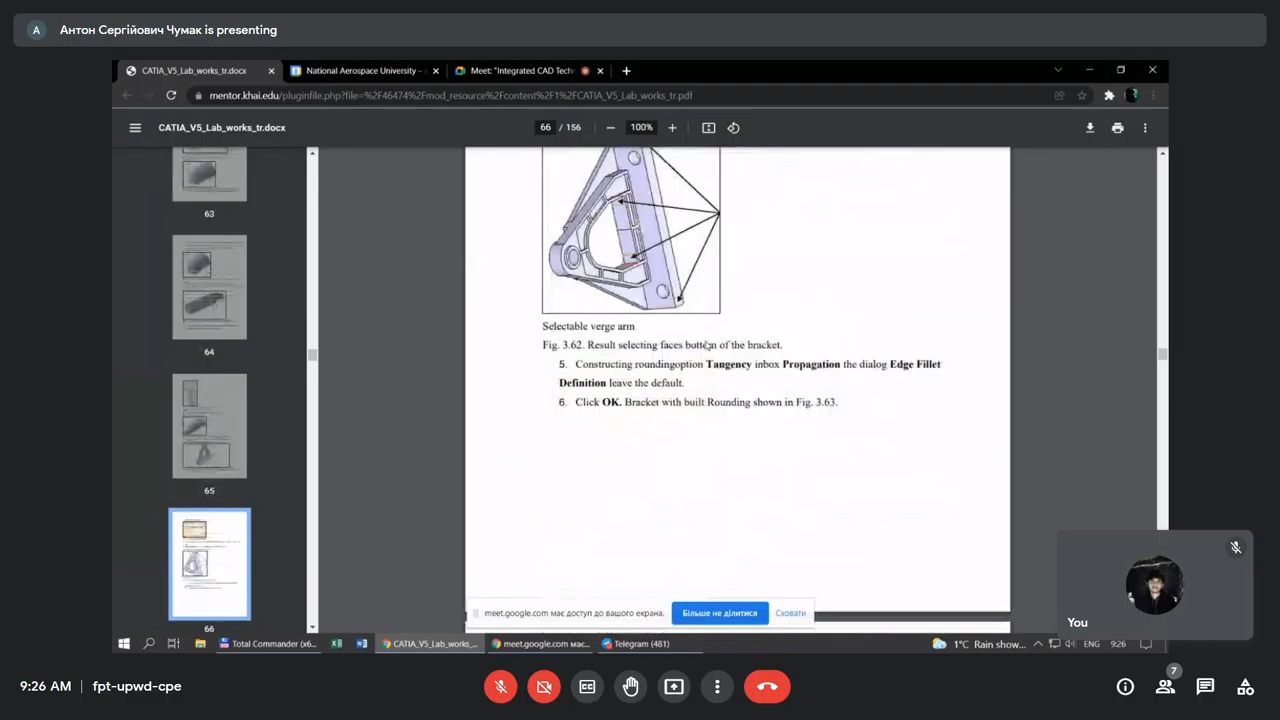 A
Антон Сергійович Чумак is presenting
CATIA_V5_Lab_works_tr.docx
National Aerospace University –
Meet: "Integrated CAD Tech
mentor.khai.edu/pluginfile.php?file=%2F46474%2Fmod_resource%2Fcontent%2F1%2FCATIA_V5_Lab_works_tr.pdf
CATIA_V5_Lab_works_tr.docx
66 / 156
100%
63
64
65
66
Selectable verge arm
Fig. 3.62. Result selecting faces bottom of the bracket.
5. Constructing roundingoption Tangency inbox Propagation the dialog Edge Fillet
Definition leave the default.
6. Click OK. Bracket with built Rounding shown in Fig. 3.63.
meet.google.com має доступ до вашого екрана.
Більше не ділитися
Сховати
You
Total Commander (x6...
CATIA_V5_Lab_works_...
meet.google.com має...
Telegram (481)
1°C Rain show...
ENG
9:26
9:26 AM | fpt-upwd-cpe
7